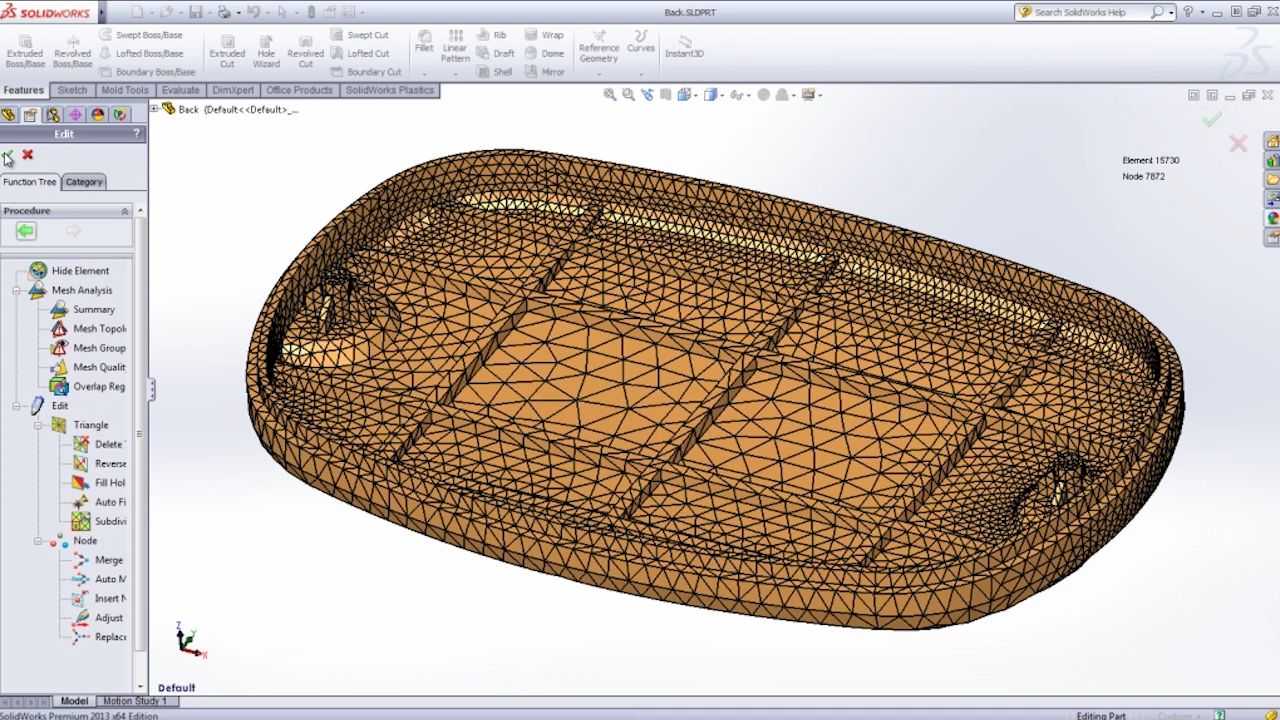 SOLIDWORKS
Back.SLDPRT
Search SolidWorks Help
Extruded Boss/Base
Revolved Boss/Base
Swept Boss/Base
Lofted Boss/Base
Boundary Boss/Base
Extruded Cut
Hole Wizard
Revolved Cut
Swept Cut
Lofted Cut
Boundary Cut
Fillet
Linear Pattern
Rib
Draft
Shell
Wrap
Dome
Mirror
Reference Geometry
Curves
Instant3D
Features
Sketch
Mold Tools
Evaluate
DimXpert
Office Products
SolidWorks Plastics
Back (Default<<Default>_...
Edit
?
Function Tree
Category
Procedure
Hide Element
Mesh Analysis
Summary
Mesh Topol
Mesh Group
Mesh Qualit
Overlap Reg
Edit
Triangle
Delete
Reverse
Fill Hol
Auto Fi
Subdivi
Node
Merge
Auto M
Insert N
Adjust
Replace
Element 15730
Node 7872
Z
Y
X
Default
Model
Motion Study 1
SolidWorks Premium 2013 x64 Edition
Editing Part
Custom